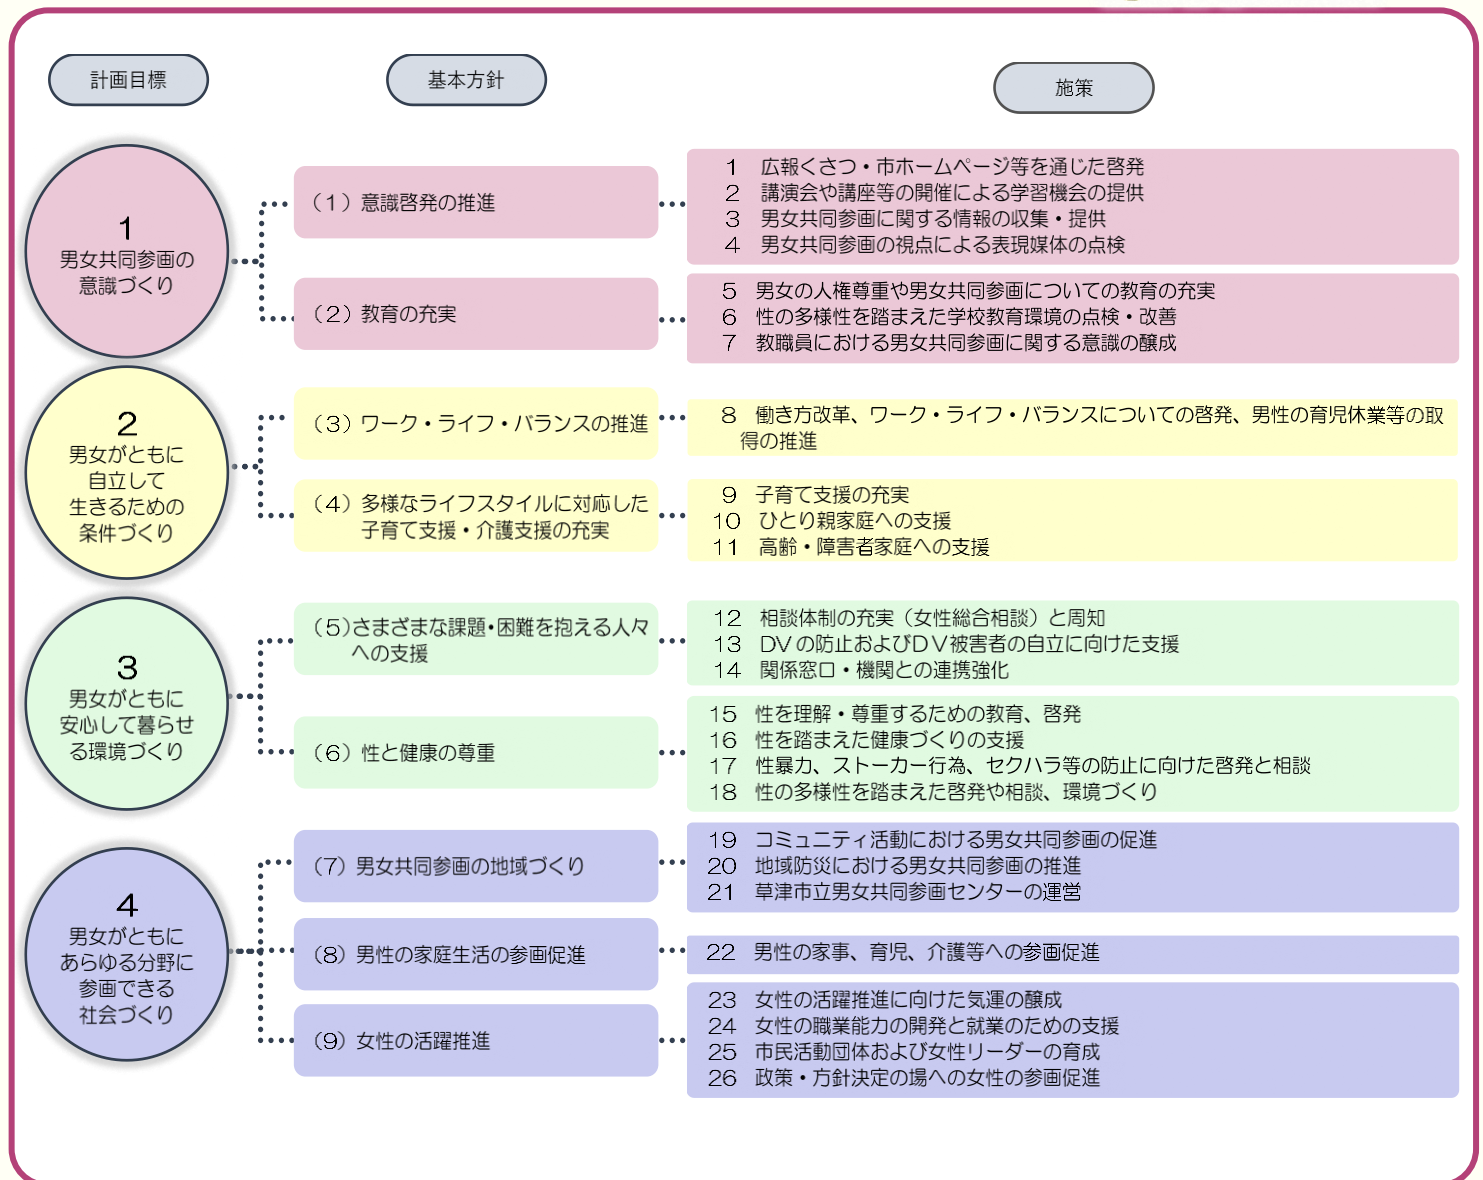 計画目標
基本方針
施策
1
男女共同参画の
意識づくり
（１）意識啓発の推進
1 広報くさつ・市ホームページ等を通じた啓発
2 講演会や講座等の開催による学習機会の提供
3 男女共同参画に関する情報の収集・提供
4 男女共同参画の視点による表現媒体の点検
（２）教育の充実
5 男女の人権尊重や男女共同参画についての教育の充実
6 性の多様性を踏まえた学校教育環境の点検・改善
7 教職員における男女共同参画に関する意識の醸成
2
男女がともに
自立して
生きるための
条件づくり
（３）ワーク・ライフ・バランスの推進
8 働き方改革、ワーク・ライフ・バランスについての啓発、男性の育児休業等の取
得の推進
（４）多様なライフスタイルに対応した
子育て支援・介護支援の充実
9 子育て支援の充実
10 ひとり親家庭への支援
11 高齢・障害者家庭への支援
3
男女がともに
安心して暮らせ
る環境づくり
（５）さまざまな課題・困難を抱える人々
への支援
12 相談体制の充実（女性総合相談）と周知
13 DVの防止およびDV被害者の自立に向けた支援
14 関係窓口・機関との連携強化
（６）性と健康の尊重
15 性を理解・尊重するための教育、啓発
16 性を踏まえた健康づくりの支援
17 性暴力、ストーカー行為、セクハラ等の防止に向けた啓発と相談
18 性の多様性を踏まえた啓発や相談、環境づくり
4
男女がともに
あらゆる分野に
参画できる
社会づくり
（７）男女共同参画の地域づくり
19 コミュニティ活動における男女共同参画の促進
20 地域防災における男女共同参画の推進
21 草津市立男女共同参画センターの運営
（８）男性の家庭生活の参画促進
22 男性の家事、育児、介護等への参画促進
（９）女性の活躍推進
23 女性の活躍推進に向けた気運の醸成
24 女性の職業能力の開発と就業のための支援
25 市民活動団体および女性リーダーの育成
26 政策・方針決定の場への女性の参画促進